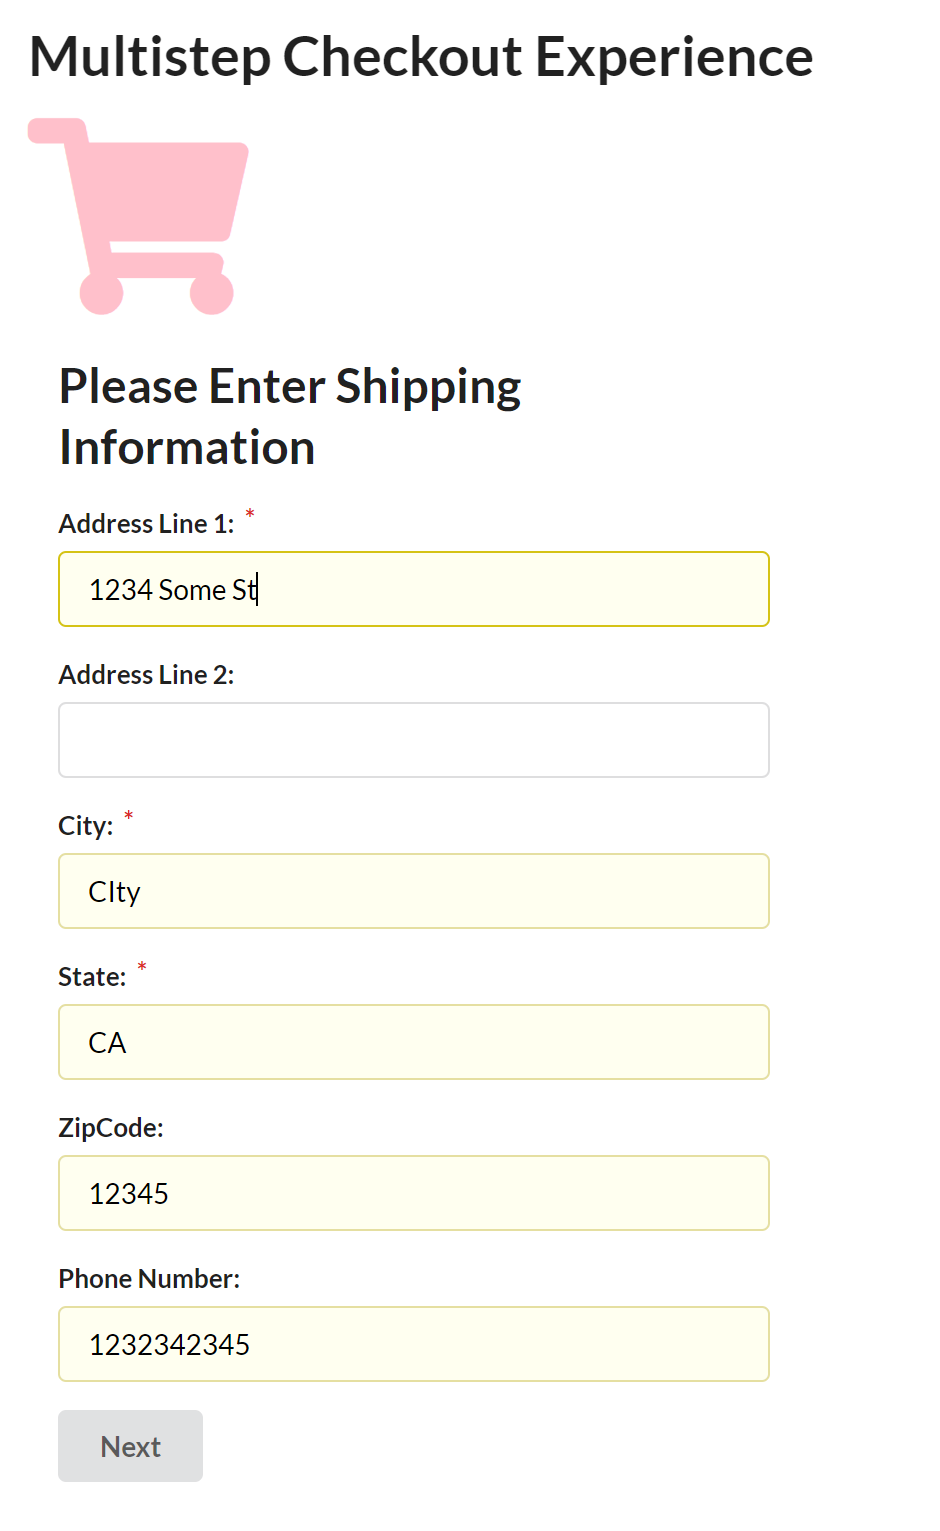 Multistep Checkout Experience
Please Enter Shipping
Information
Address Line 1: *
1234 Some St
Address Line 2:
City: *
CIty
State: *
CA
ZipCode:
12345
Phone Number:
1232342345
Next